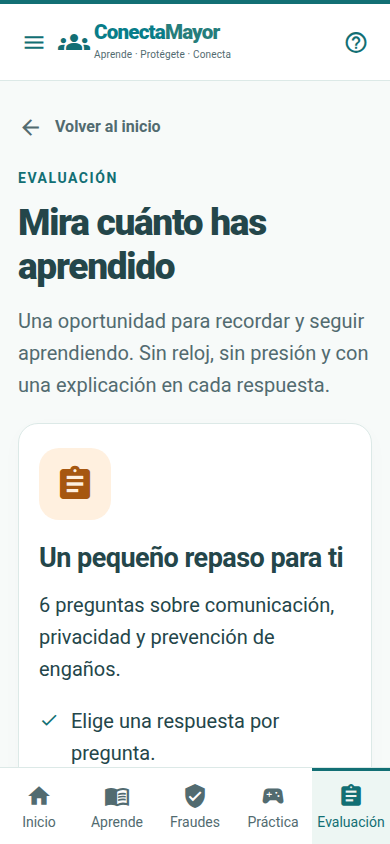 ConectaMayor
Aprende · Protégete · Conecta
Volver al inicio
EVALUACIÓN
Mira cuánto has
aprendido
Una oportunidad para recordar y seguir
aprendiendo. Sin reloj, sin presión y con
una explicación en cada respuesta.
Un pequeño repaso para ti
6 preguntas sobre comunicación,
privacidad y prevención de
engaños.
Elige una respuesta por
pregunta.
Inicio
Aprende
Fraudes
Práctica
Evaluación